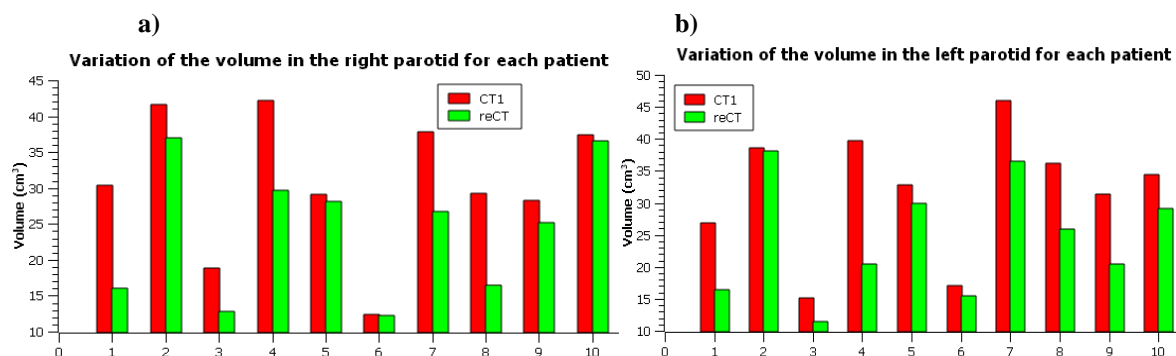 a)
Variation of the volume in the right parotid for each patient
45
40
35
30
25
20
15
10
Volume (cm³)
CT1
reCT
0 1 2 3 4 5 6 7 8 9 10
b)
Variation of the volume in the left parotid for each patient
50
45
40
35
30
25
20
15
10
Volume (cm³)
CT1
reCT
0 1 2 3 4 5 6 7 8 9 10